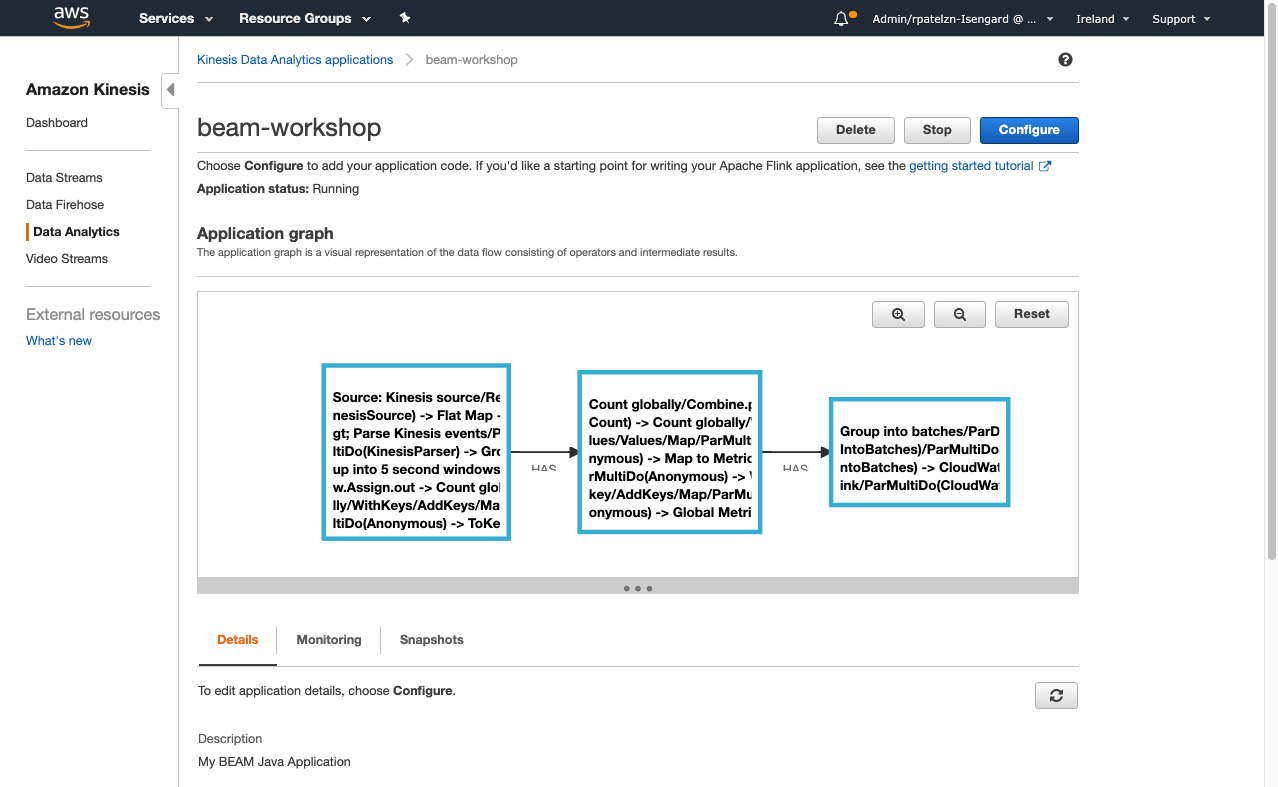 aws
Services
Resource Groups
Admin/rpatelzn-Isengard @ ...
Ireland
Support
Amazon Kinesis
Dashboard
Data Streams
Data Firehose
Data Analytics
Video Streams
External resources
What's new
Kinesis Data Analytics applications
beam-workshop
beam-workshop
Delete
Stop
Configure
Choose Configure to add your application code. If you'd like a starting point for writing your Apache Flink application, see the getting started tutorial
Application status: Running
Application graph
The application graph is a visual representation of the data flow consisting of operators and intermediate results.
Reset
Source: Kinesis source/Re
nesisSource) -> Flat Map -
gt; Parse Kinesis events/P
ltiDo(KinesisParser) -> Gro
up into 5 second windows
w.Assign.out -> Count glo
lly/WithKeys/AddKeys/Ma
ltiDo(Anonymous) -> ToKe
HAS
Count globally/Combine.p
Count) -> Count globally/
lues/Values/Map/ParMulti
nymous) -> Map to Metric
rMultiDo(Anonymous) -> V
key/AddKeys/Map/ParMu
onymous) -> Global Metri
HAS
Group into batches/ParD
IntoBatches)/ParMultiDo
ntoBatches) -> CloudWat
ink/ParMultiDo(CloudWa
Details
Monitoring
Snapshots
To edit application details, choose Configure.
Description
My BEAM Java Application